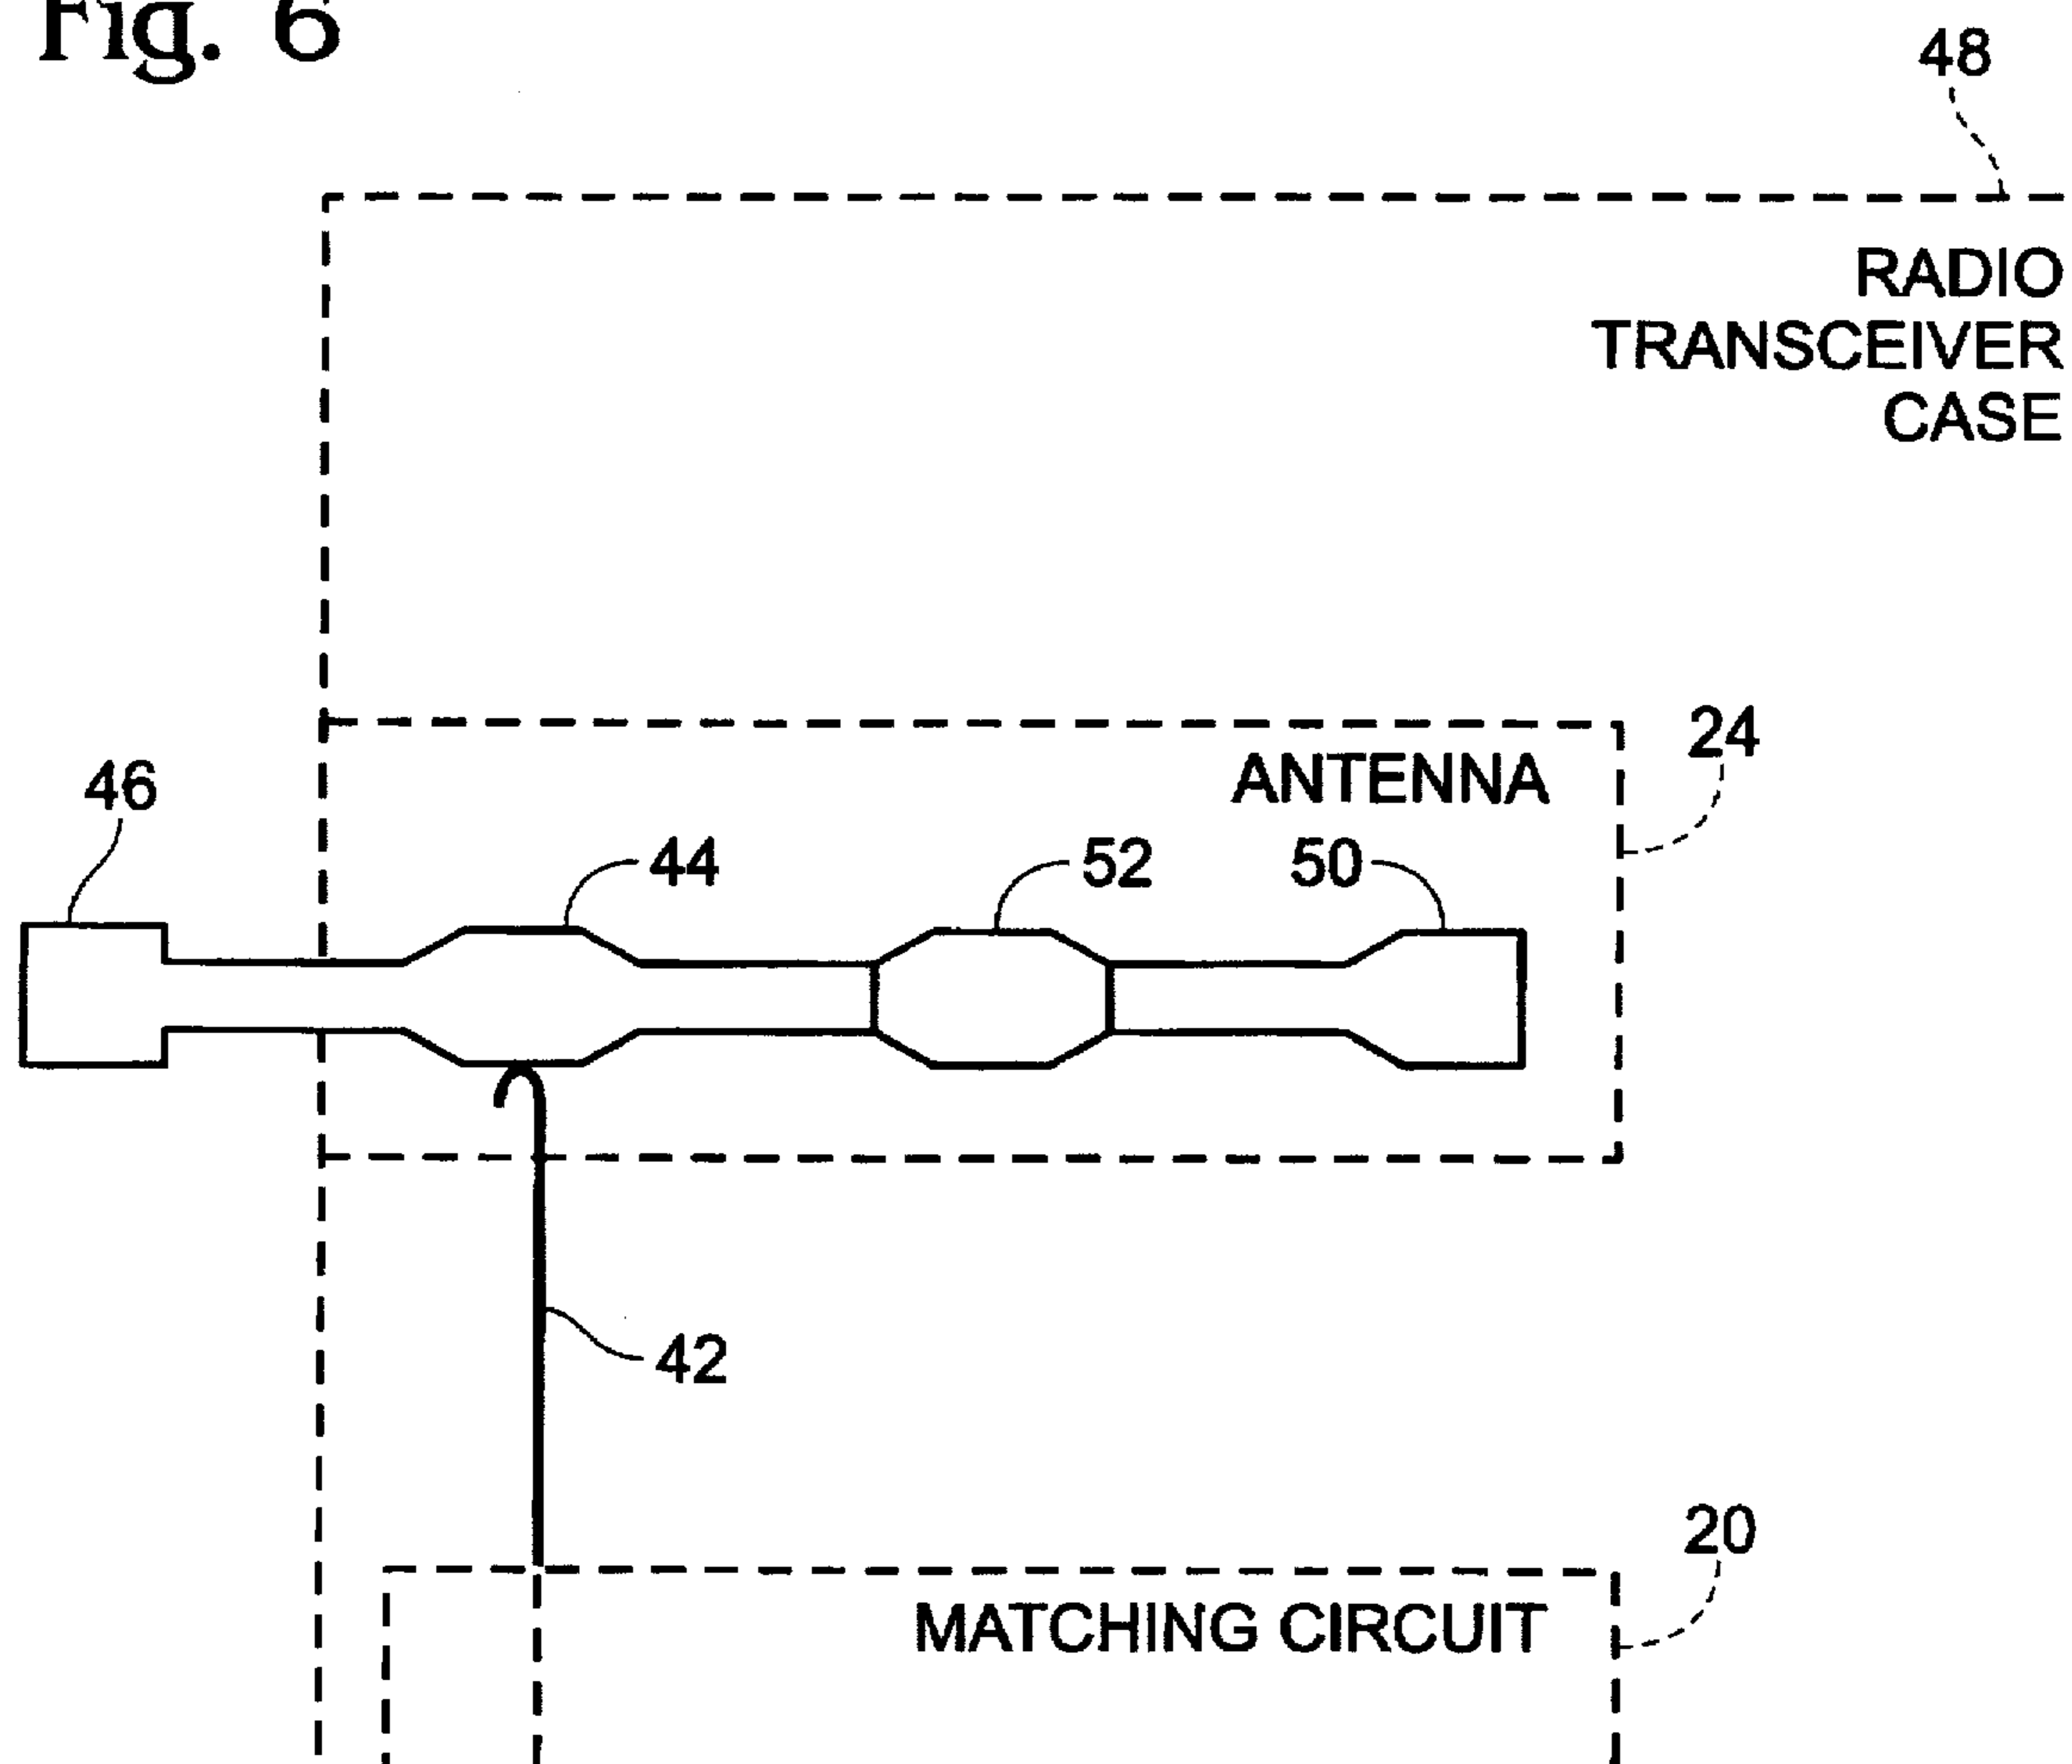 Fig. 6
48
RADIO
TRANSCEIVER
CASE
24
ANTENNA
46
44
52
50
42
20
MATCHING CIRCUIT